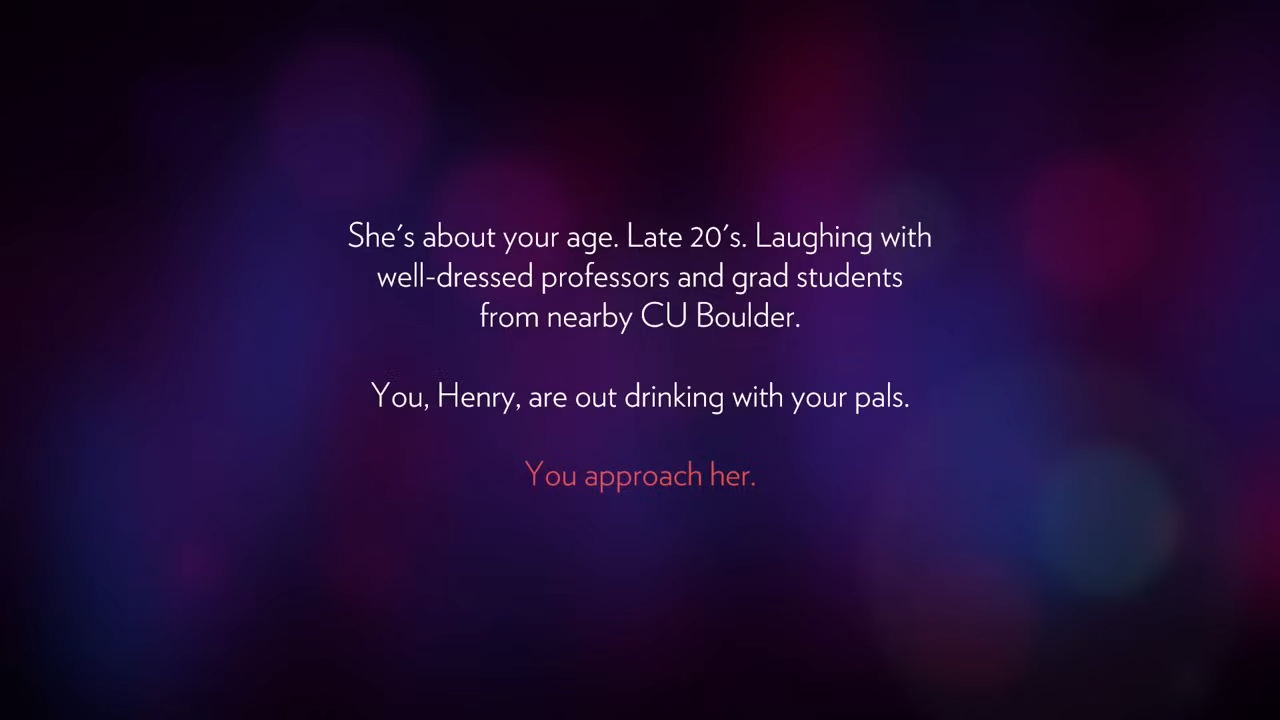 She's about your age. Late 20's. Laughing with
well-dressed professors and grad students
from nearby CU Boulder.
You, Henry, are out drinking with your pals.
You approach her.